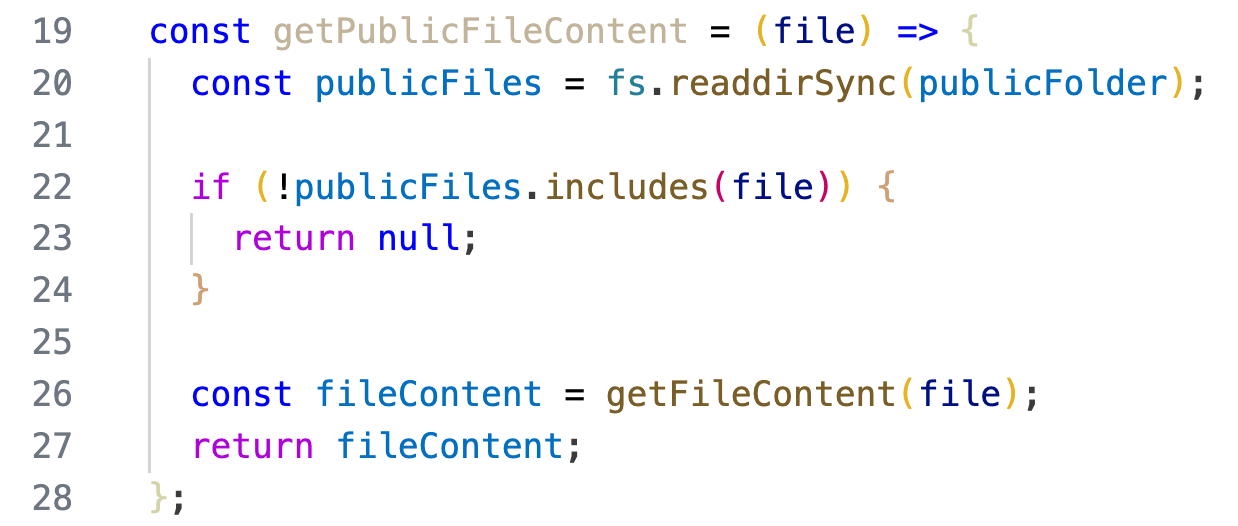 19 const getPublicFileContent = (file) => {
20   const publicFiles = fs.readdirSync(publicFolder);
21
22   if (!publicFiles.includes(file)) {
23     return null;
24   }
25
26   const fileContent = getFileContent(file);
27   return fileContent;
28 };